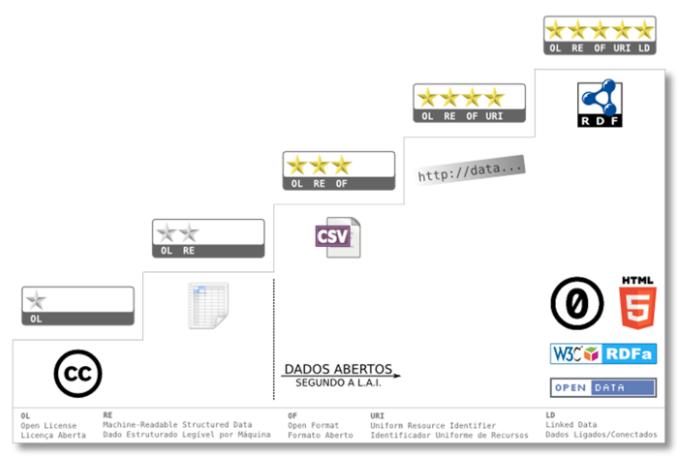 OL RE OF URI LD
RDF
OL RE OF URI
http://data...
OL RE OF
CSV
OL RE
OL
cc
DADOS ABERTOS
SEGUNDO A L.A.I.
0
HTML
5
W3C RDFa
OPEN DATA
OL
Open License
Licença Aberta
RE
Machine-Readable Structured Data
Dado Estruturado Legível por Máquina
OF
Open Format
Formato Aberto
URI
Uniform Resource Identifier
Identificador Uniforme de Recursos
LD
Linked Data
Dados Ligados/Conectados